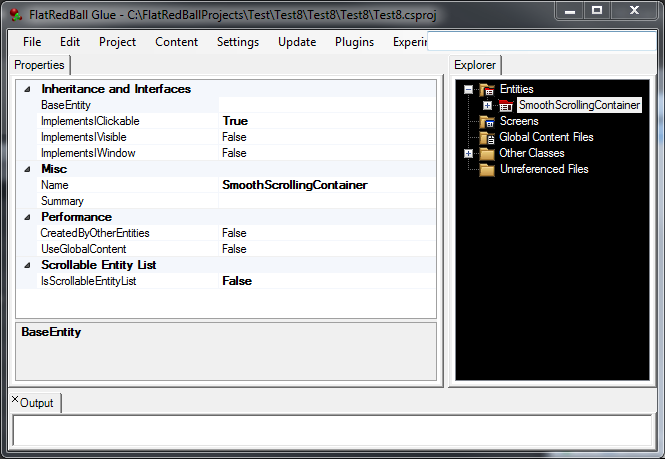 FlatRedBall Glue - C:\FlatRedBallProjects\Test\Test8\Test8\Test8\Test8.csproj
File Edit Project Content Settings Update Plugins Experin
Properties
Inheritance and Interfaces
BaseEntity
ImplementsIClickable True
ImplementsIVisible False
ImplementsIWindow False
Misc
Name SmoothScrollingContainer
Summary
Performance
CreatedByOtherEntities False
UseGlobalContent False
Scrollable Entity List
IsScrollableEntityList False
BaseEntity
Explorer
Entities
SmoothScrollingContainer
Screens
Global Content Files
Other Classes
Unreferenced Files
Output